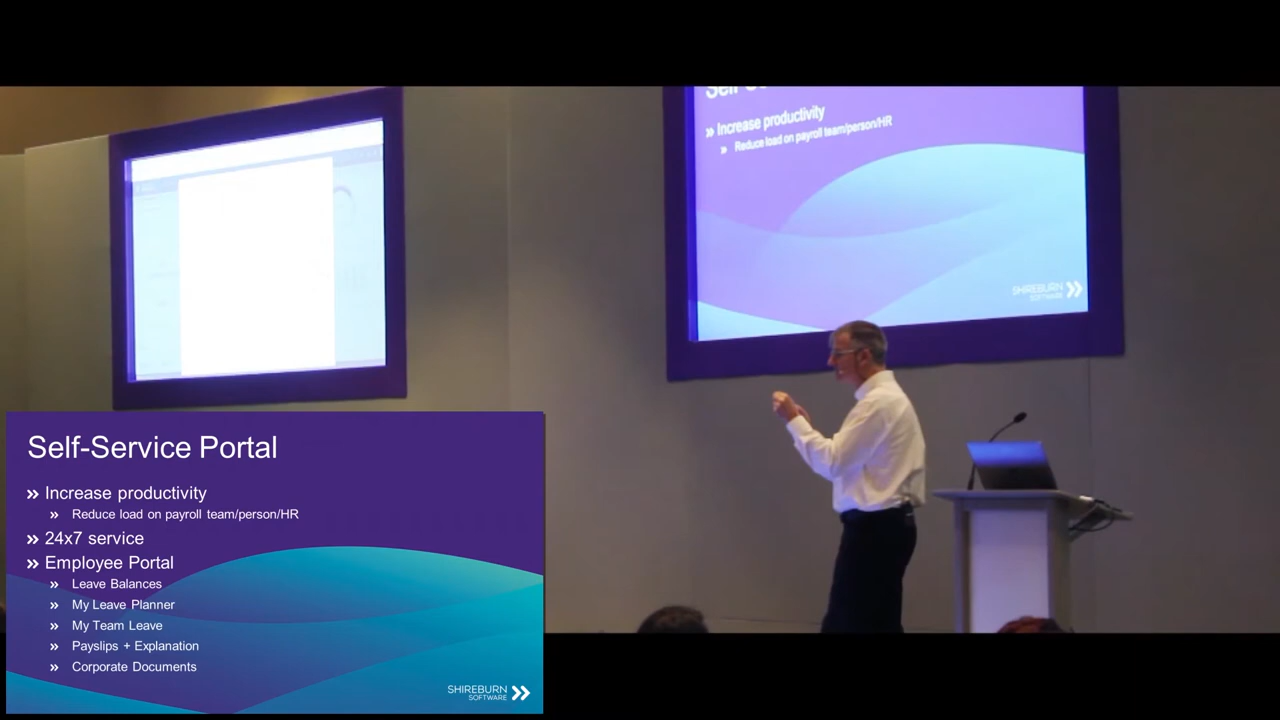 Self-Se
» Increase productivity
» Reduce load on payroll team/person/HR
SHIREBURN
SOFTWARE
Self-Service Portal
» Increase productivity
» Reduce load on payroll team/person/HR
» 24x7 service
» Employee Portal
» Leave Balances
» My Leave Planner
» My Team Leave
» Payslips + Explanation
» Corporate Documents
SHIREBURN
SOFTWARE